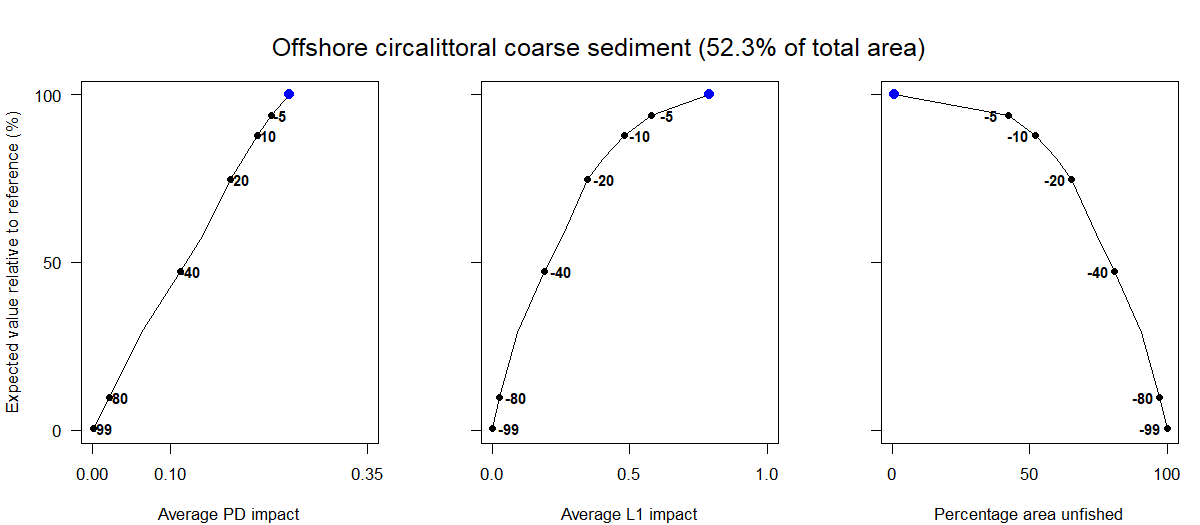 Offshore circalittoral coarse sediment (52.3% of total area)
Expected value relative to reference (%)
100
50
0
-5
-10
-20
-40
-80
-99
0.00 0.10 0.35
Average PD impact
-5
-10
-20
-40
-80
-99
0.0 0.5 1.0
Average L1 impact
-5
-10
-20
-40
-80
-99
0 50 100
Percentage area unfished